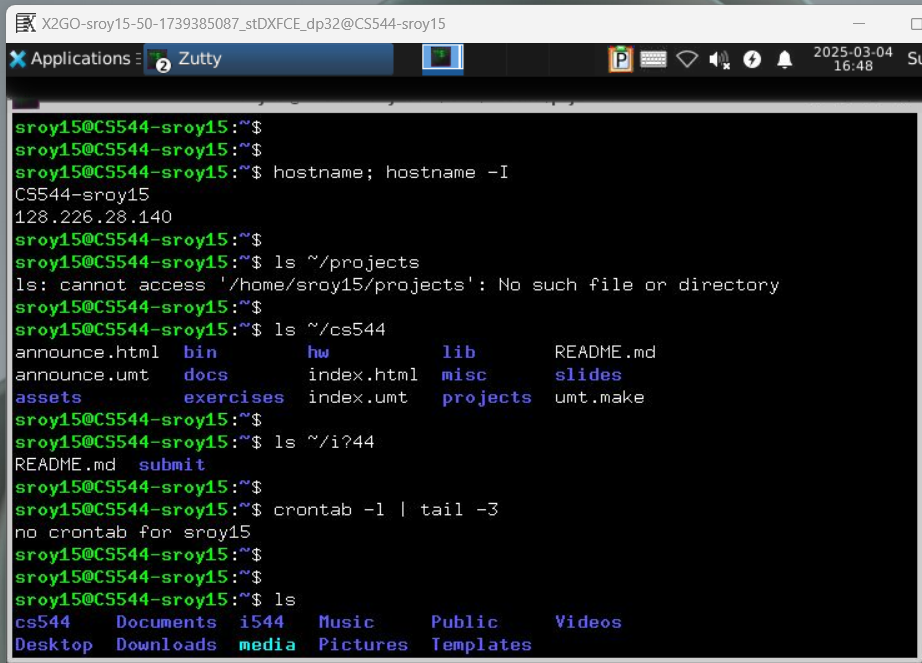 X2GO-sroy15-50-1739385087_stDXFCE_dp32@CS544-sroy15
Applications 2 Zutty P 2025-03-04
16:48
sroy15@CS544-sroy15:~$
sroy15@CS544-sroy15:~$
sroy15@CS544-sroy15:~$ hostname; hostname -I
CS544-sroy15
128.226.28.140
sroy15@CS544-sroy15:~$
sroy15@CS544-sroy15:~$ ls ~/projects
ls: cannot access '/home/sroy15/projects': No such file or directory
sroy15@CS544-sroy15:~$
sroy15@CS544-sroy15:~$ ls ~/cs544
announce.html bin hw lib README.md
announce.umt docs index.html misc slides
assets exercises index.umt projects umt.make
sroy15@CS544-sroy15:~$
sroy15@CS544-sroy15:~$ ls ~/i?44
README.md submit
sroy15@CS544-sroy15:~$
sroy15@CS544-sroy15:~$ crontab -l | tail -3
no crontab for sroy15
sroy15@CS544-sroy15:~$
sroy15@CS544-sroy15:~$
sroy15@CS544-sroy15:~$ ls
cs544 Documents i544 Music Public Videos
Desktop Downloads media Pictures Templates